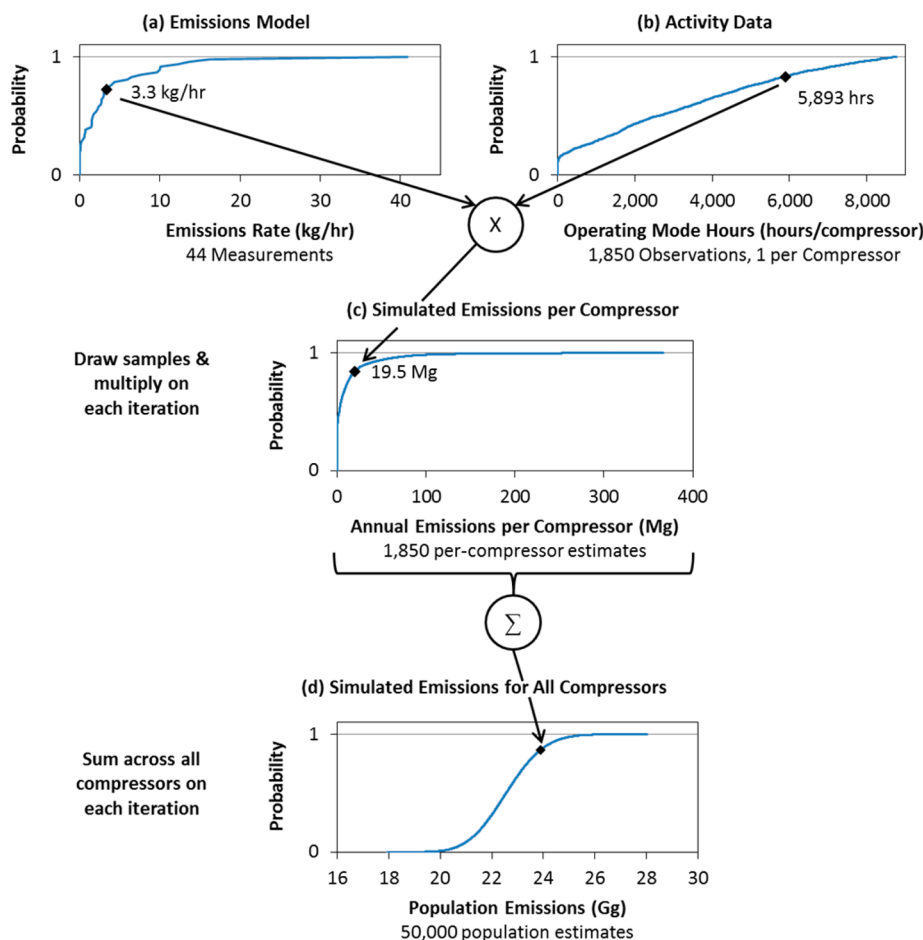 (a) Emissions Model
Probability
1
0
3.3 kg/hr
0 10 20 30 40
Emissions Rate (kg/hr)
44 Measurements
(b) Activity Data
Probability
1
0
5,893 hrs
0 2,000 4,000 6,000 8,000
Operating Mode Hours (hours/compressor)
1,850 Observations, 1 per Compressor
X
Draw samples &
multiply on
each iteration
(c) Simulated Emissions per Compressor
Probability
1
0
19.5 Mg
0 100 200 300 400
Annual Emissions per Compressor (Mg)
1,850 per-compressor estimates
∑
Sum across all
compressors on
each iteration
(d) Simulated Emissions for All Compressors
Probability
1
0
16 18 20 22 24 26 28 30
Population Emissions (Gg)
50,000 population estimates